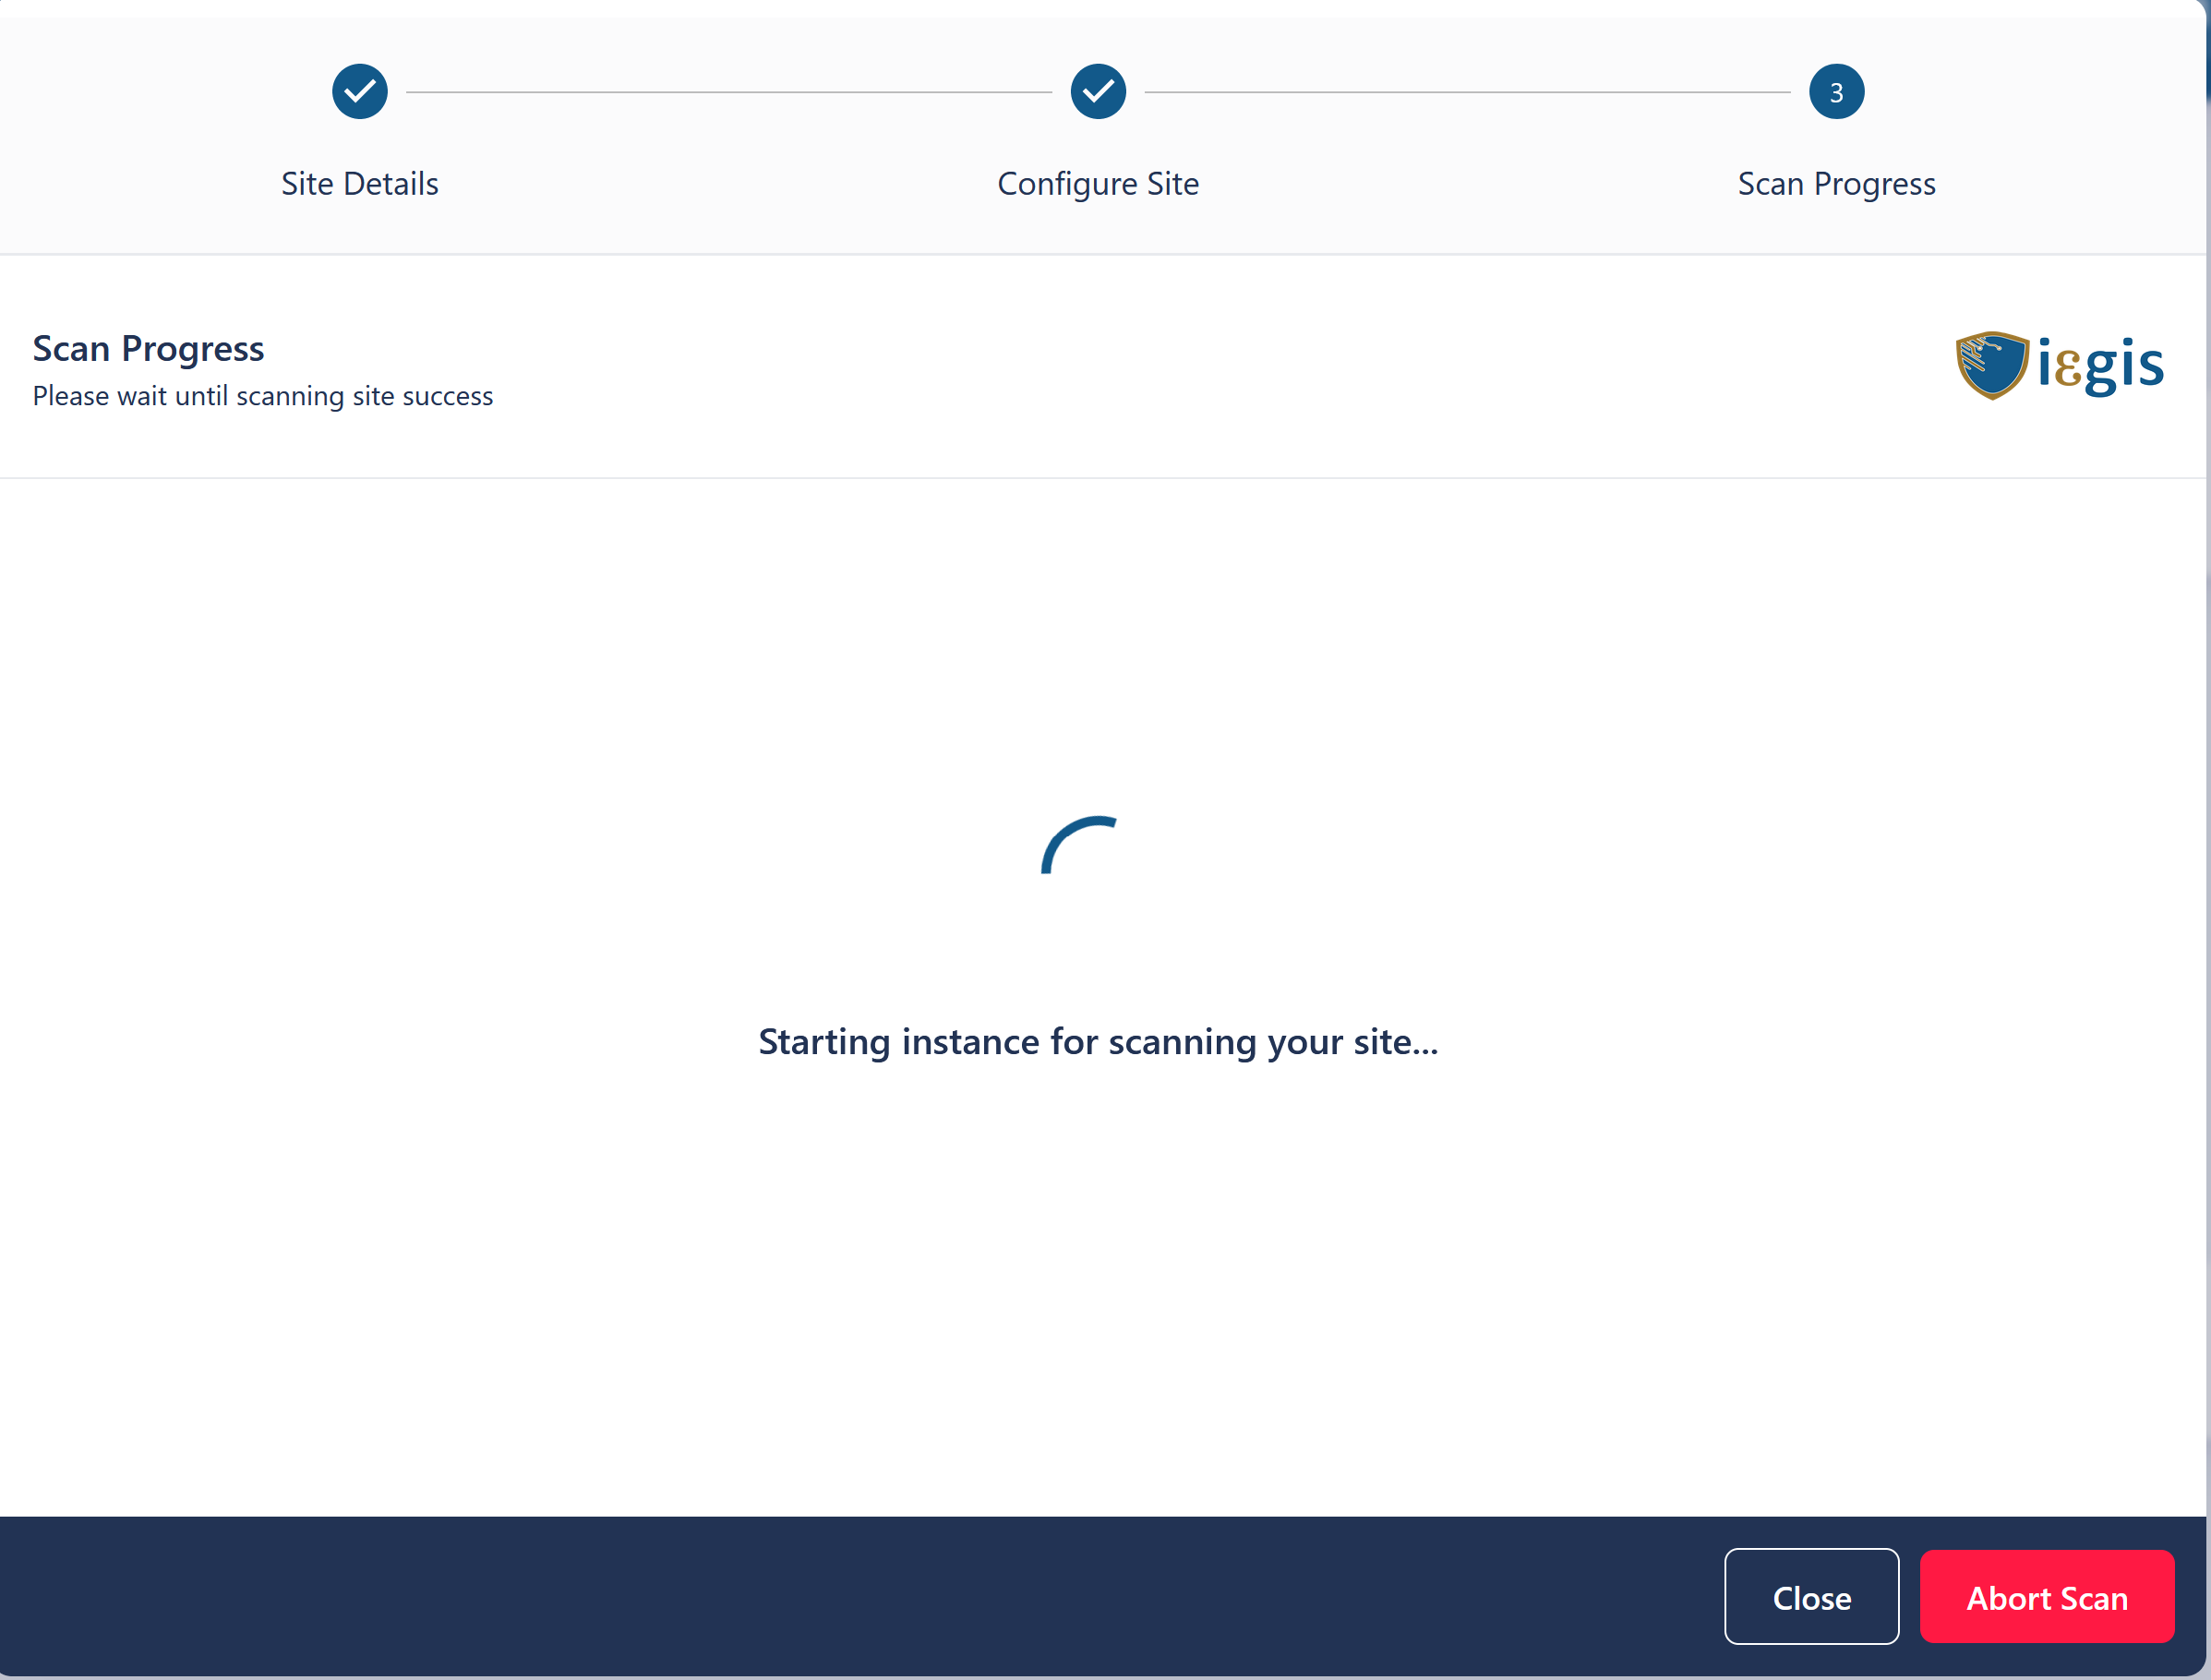 3
Site Details
Configure Site
Scan Progress
Scan Progress
Please wait until scanning site success
iεgis
Starting instance for scanning your site...
Close
Abort Scan